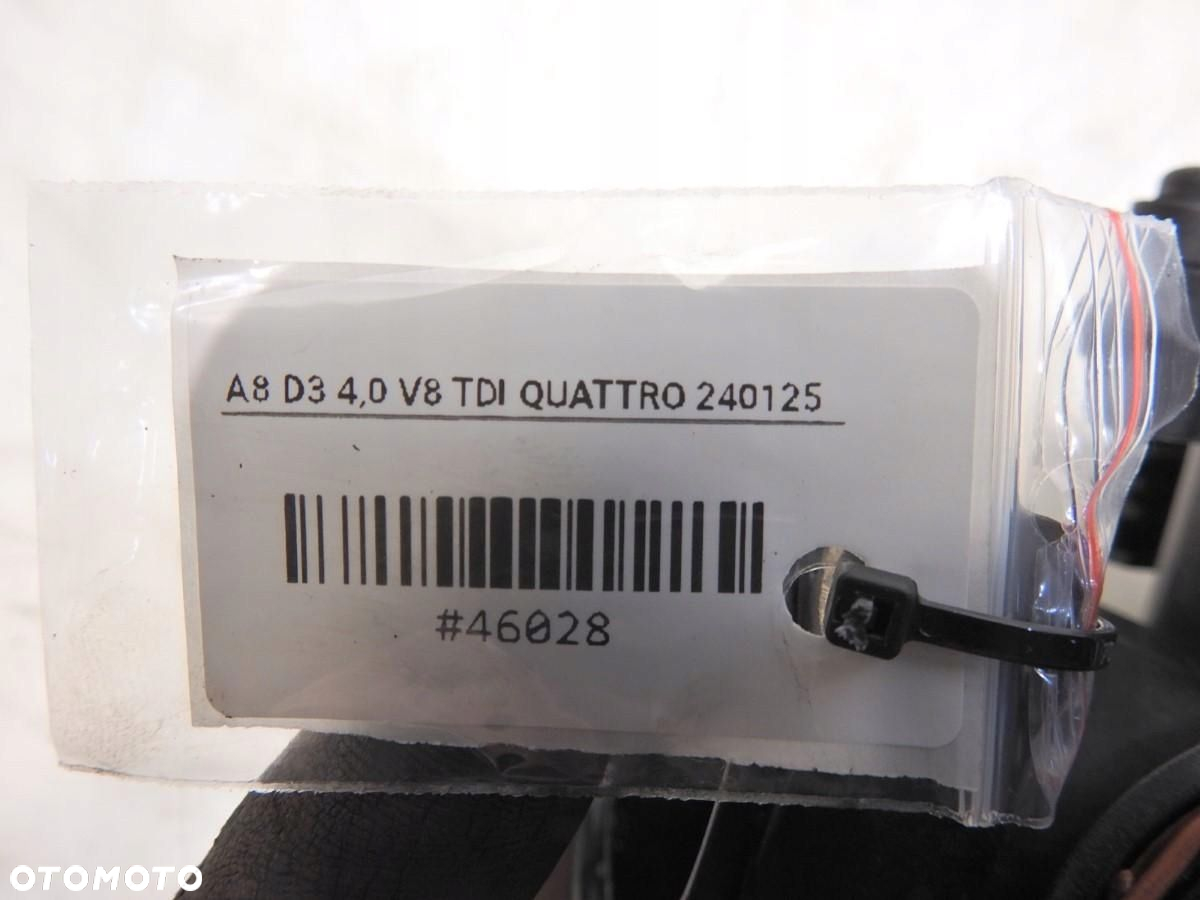 A8 D3 4,0 V8 TDI QUATTRO 240125
#46028
OTOMOTO